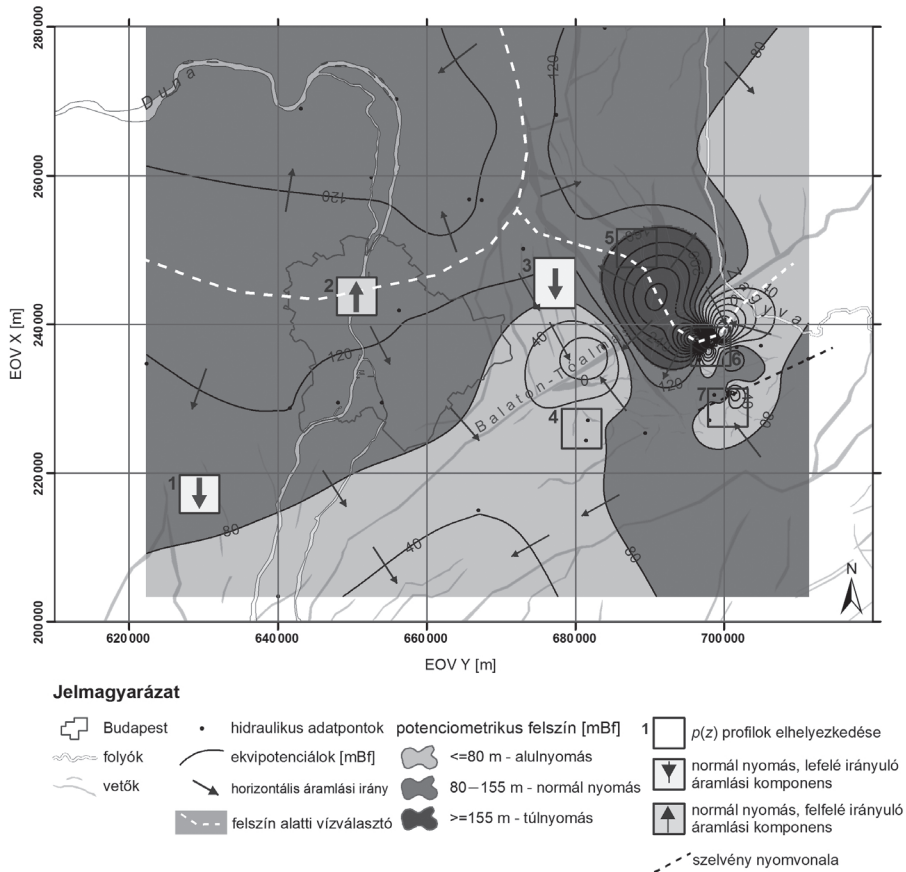 280 000
260 000
240 000
220 000
200 000
EOV X [m]
620 000
640 000
660 000
680 000
700 000
EOV Y [m]
Duna
Balaton-Tóalmás
120
120
120
120
80
80
80
80
40
40
0
1
2
3
4
5
6
7
N
Jelmagyarázat
Budapest
folyók
vetők
hidraulikus adatpontok
ekvipotenciálok [mBf]
horizontális áramlási irány
felszín alatti vízválasztó
potenciometrikus felszín [mBf]
<=80 m - alulnyomás
80–155 m - normál nyomás
>=155 m - túlnyomás
1 p(z) profilok elhelyezkedése
normál nyomás, lefelé irányuló
áramlási komponens
normál nyomás, felfelé irányuló
áramlási komponens
szelvény nyomvonala